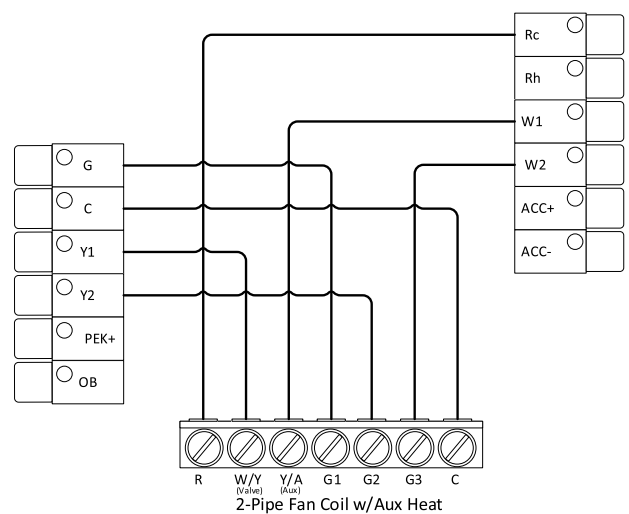 Rc
Rh
W1
W2
ACC+
ACC-
G
C
Y1
Y2
PEK+
OB
R W/Y Y/A G1 G2 G3 C
(Valve) (Aux)
2-Pipe Fan Coil w/Aux Heat